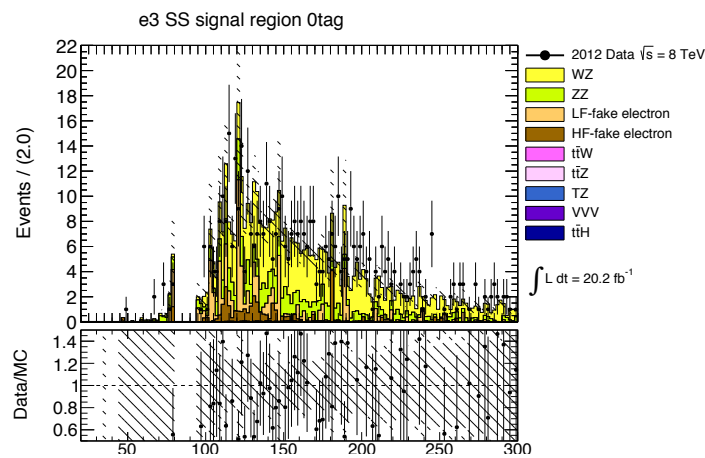 e3 SS signal region 0tag
Events / (2.0)
22
20
18
16
14
12
10
8
6
4
2
0
2012 Data √s = 8 TeV
WZ
ZZ
LF-fake electron
HF-fake electron
tt̄W
tt̄Z
TZ
VVV
tt̄H
∫ L dt = 20.2 fb⁻¹
Data/MC
1.4
1.2
1
0.8
0.6
50 100 150 200 250 300